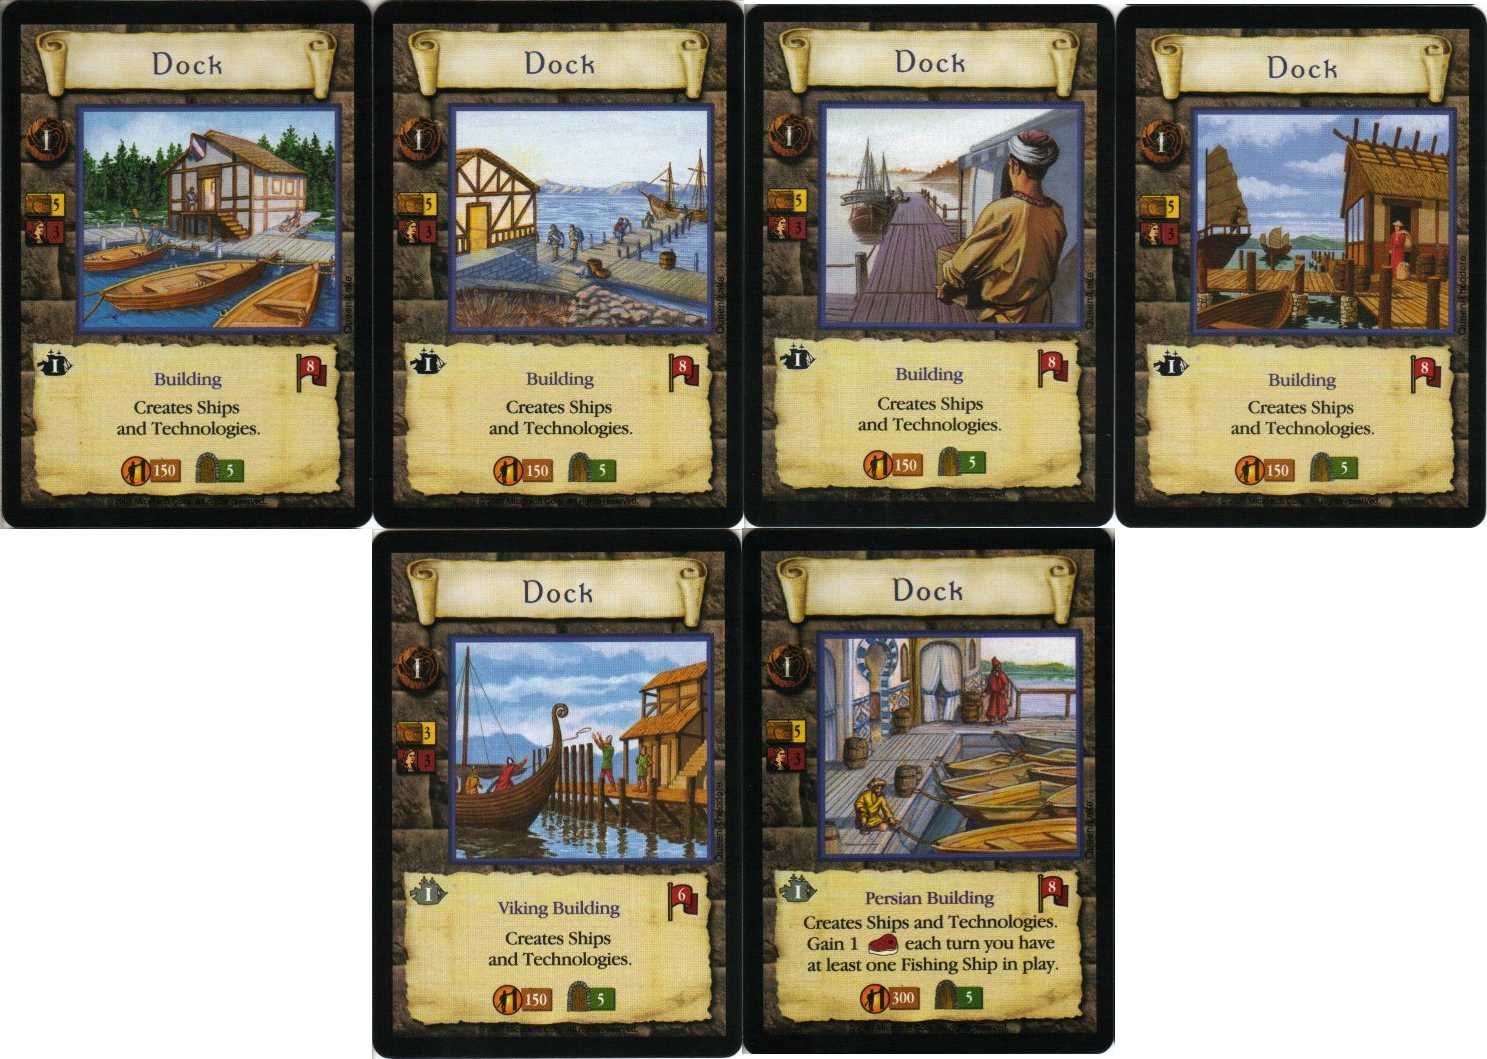 Dock
I
5
3
I
8
Building
Creates Ships
and Technologies.
150
5
Dock
I
5
3
I
8
Building
Creates Ships
and Technologies.
150
5
Dock
I
5
3
I
8
Building
Creates Ships
and Technologies.
150
5
Dock
I
5
3
I
8
Building
Creates Ships
and Technologies.
150
5
Dock
I
3
3
I
6
Viking Building
Creates Ships
and Technologies.
150
5
Dock
I
5
3
I
8
Persian Building
Creates Ships and Technologies.
Gain 1 each turn you have
at least one Fishing Ship in play.
300
5